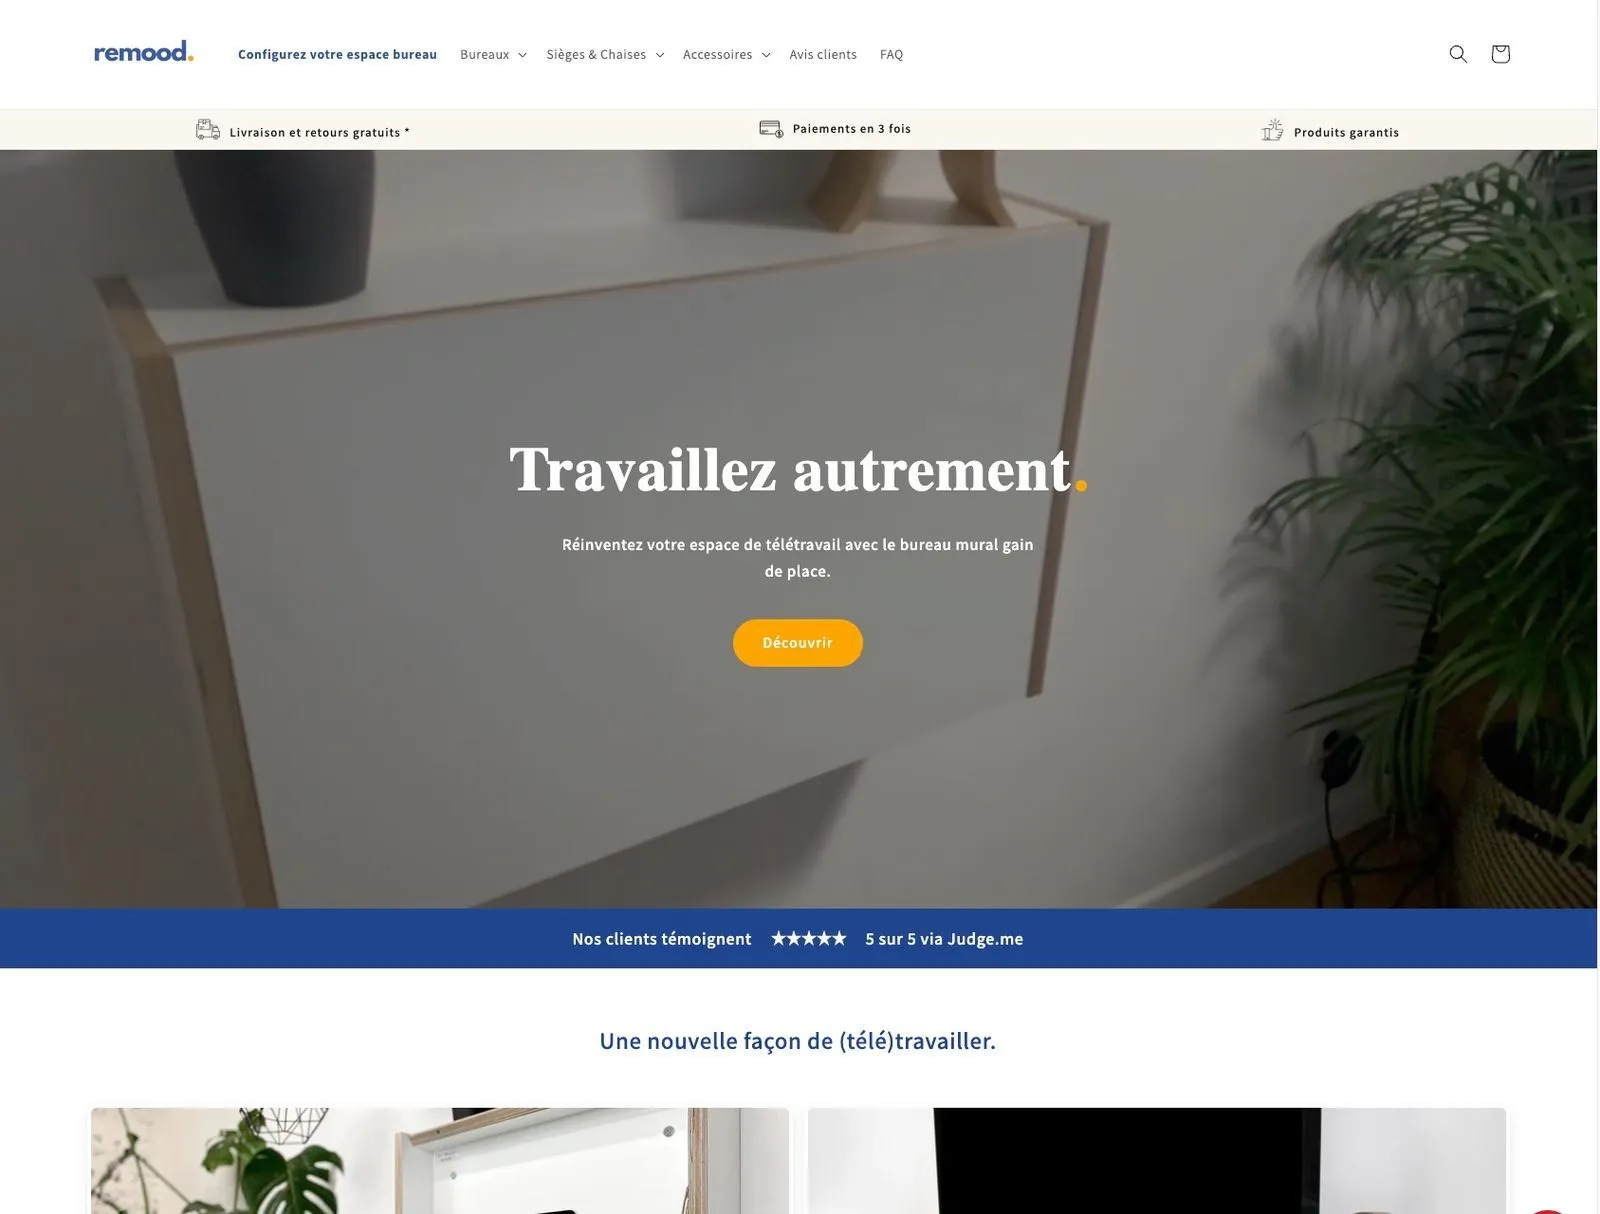 remood.
Configurez votre espace bureau
Bureaux
Sièges & Chaises
Accessoires
Avis clients
FAQ
Livraison et retours gratuits *
Paiements en 3 fois
Produits garantis
Travaillez autrement.
Réinventez votre espace de télétravail avec le bureau mural gain
de place.
Découvrir
Nos clients témoignent ★★★★★ 5 sur 5 via Judge.me
Une nouvelle façon de (télé)travailler.